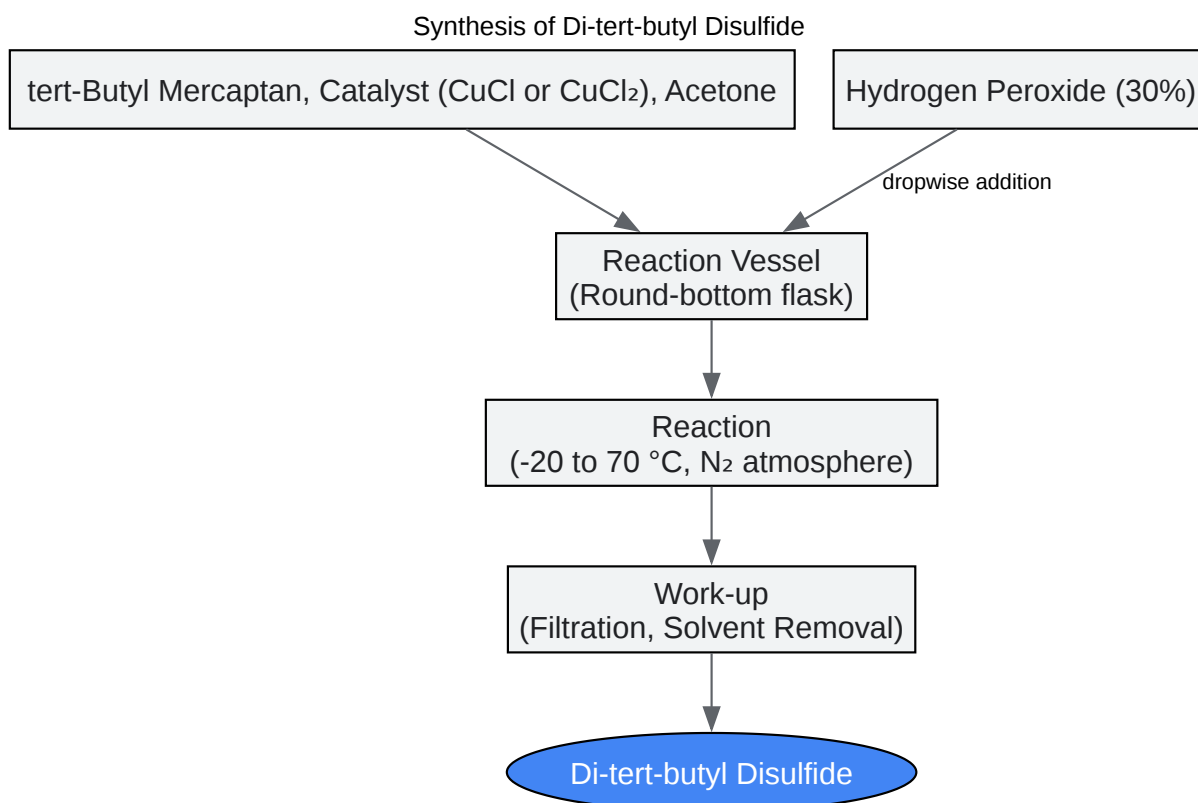 Synthesis of Di-tert-butyl Disulfide
tert-Butyl Mercaptan, Catalyst (CuCl or CuCl₂), Acetone
Hydrogen Peroxide (30%)
dropwise addition
Reaction Vessel
(Round-bottom flask)
Reaction
(-20 to 70 °C, N₂ atmosphere)
Work-up
(Filtration, Solvent Removal)
Di-tert-butyl Disulfide